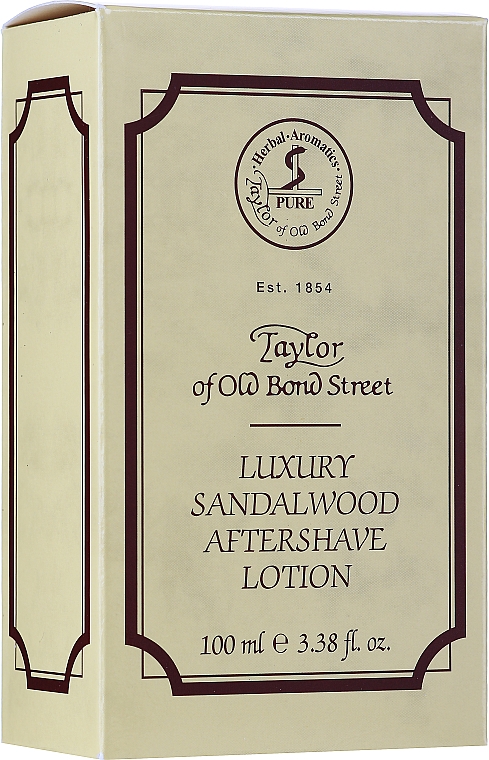 Herbal · Aromatics
PURE
Taylor of Old Bond Street
Est. 1854
Taylor
of Old Bond Street
LUXURY
SANDALWOOD
AFTERSHAVE
LOTION
100 ml ℮ 3.38 fl. oz.